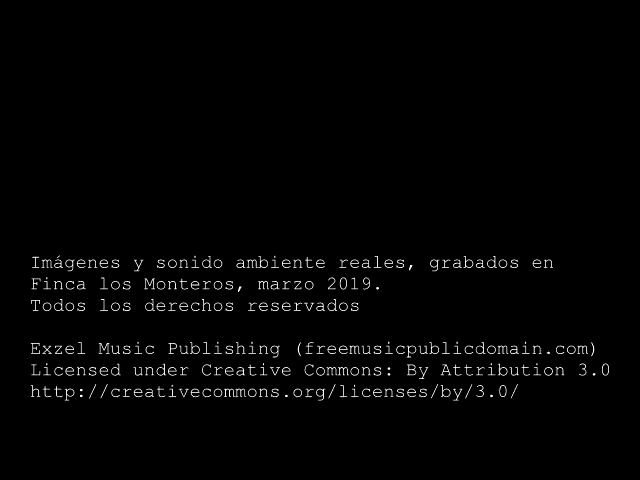 Imágenes y sonido ambiente reales, grabados en
Finca los Monteros, marzo 2019.
Todos los derechos reservados
Exzel Music Publishing (freemusicpublicdomain.com)
Licensed under Creative Commons: By Attribution 3.0
http://creativecommons.org/licenses/by/3.0/